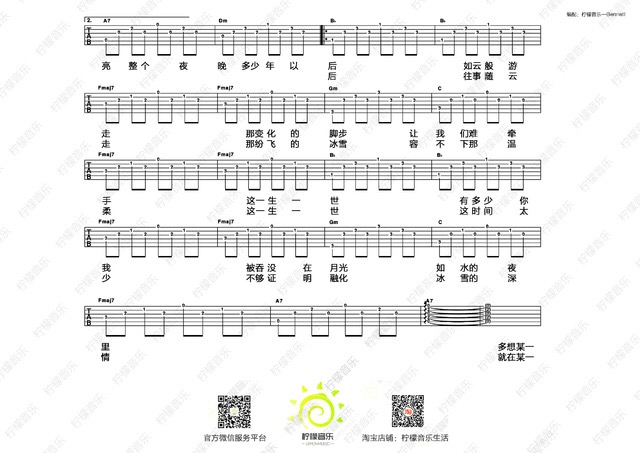 编配：柠檬音乐—Bennett
2. A7 Dm B♭ B♭
亮 整个 夜 晚 多少年 以 后 如云般 游
后 往事随 云
Fmaj7 Fmaj7 Gm C
走 那变化 的 脚步 让 我 们难 牵
走 那纷飞 的 冰雪 容 不 下那 温
Fmaj7 Fmaj7 B♭ B♭
手 这一生 一 世 有多少 你
柔 这一生 一 世 这时间 太
Fmaj7 Fmaj7 Gm C
我 被吞没 在 月光 如 水的 夜
少 不够证 明 融化 冰 雪的 深
Fmaj7 A7 A7
里 多想某一
情 就在某一
柠檬音乐
官方微信服务平台
淘宝店铺：柠檬音乐生活